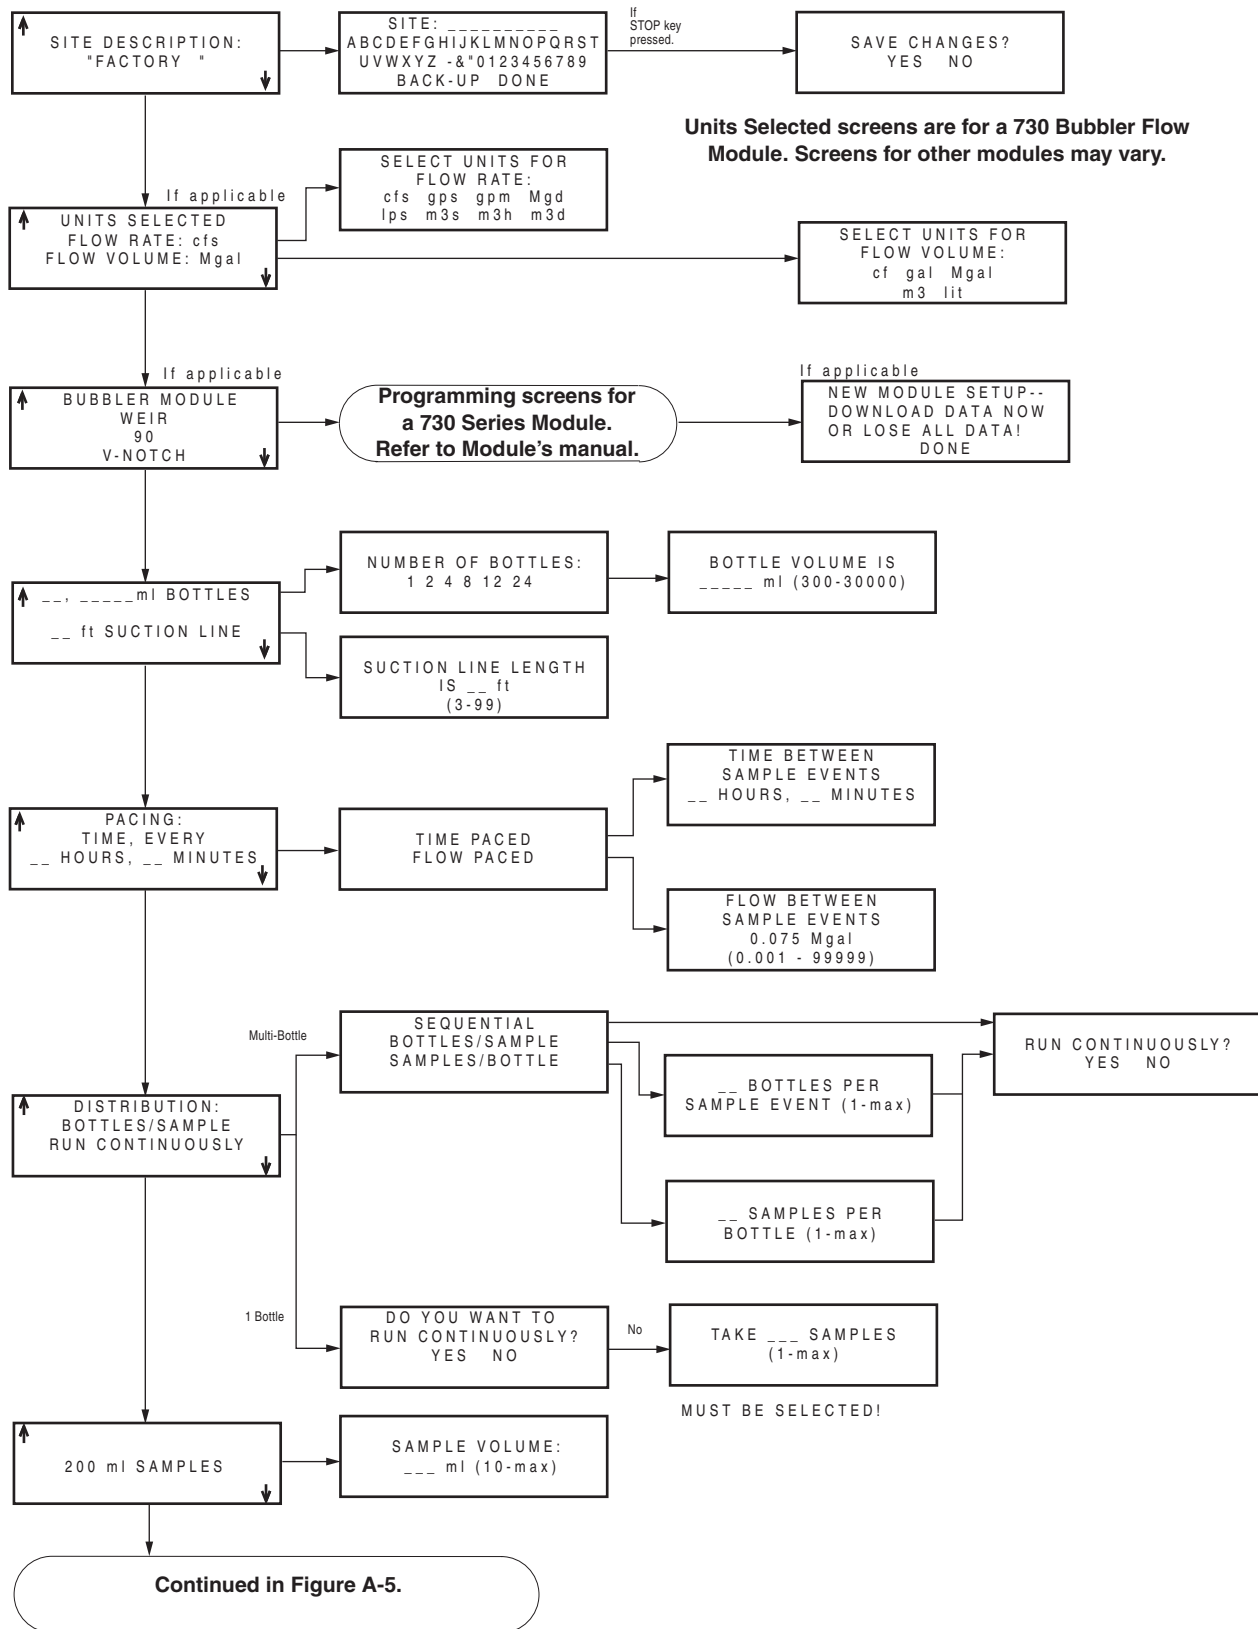 SITE DESCRIPTION:
"FACTORY "
SITE: __________
ABCDEFGHIJKLMNOPQRST
UVWXYZ -&"0123456789
BACK-UP DONE
If
STOP key
pressed.
SAVE CHANGES?
YES NO
Units Selected screens are for a 730 Bubbler Flow
Module. Screens for other modules may vary.
If applicable
UNITS SELECTED
FLOW RATE: cfs
FLOW VOLUME: Mgal
SELECT UNITS FOR
FLOW RATE:
cfs gps gpm Mgd
lps m3s m3h m3d
SELECT UNITS FOR
FLOW VOLUME:
cf gal Mgal
m3 lit
If applicable
BUBBLER MODULE
WEIR
90
V-NOTCH
Programming screens for
a 730 Series Module.
Refer to Module's manual.
If applicable
NEW MODULE SETUP--
DOWNLOAD DATA NOW
OR LOSE ALL DATA!
DONE
__, _____ml BOTTLES
__ ft SUCTION LINE
NUMBER OF BOTTLES:
1 2 4 8 12 24
BOTTLE VOLUME IS
_____ ml (300-30000)
SUCTION LINE LENGTH
IS __ ft
(3-99)
PACING:
TIME, EVERY
__ HOURS, __ MINUTES
TIME PACED
FLOW PACED
TIME BETWEEN
SAMPLE EVENTS
__ HOURS, __ MINUTES
FLOW BETWEEN
SAMPLE EVENTS
0.075 Mgal
(0.001 - 99999)
DISTRIBUTION:
BOTTLES/SAMPLE
RUN CONTINUOUSLY
Multi-Bottle
SEQUENTIAL
BOTTLES/SAMPLE
SAMPLES/BOTTLE
__ BOTTLES PER
SAMPLE EVENT (1-max)
__ SAMPLES PER
BOTTLE (1-max)
RUN CONTINUOUSLY?
YES NO
1 Bottle
DO YOU WANT TO
RUN CONTINUOUSLY?
YES NO
No
TAKE ___ SAMPLES
(1-max)
MUST BE SELECTED!
200 ml SAMPLES
SAMPLE VOLUME:
___ ml (10-max)
Continued in Figure A-5.